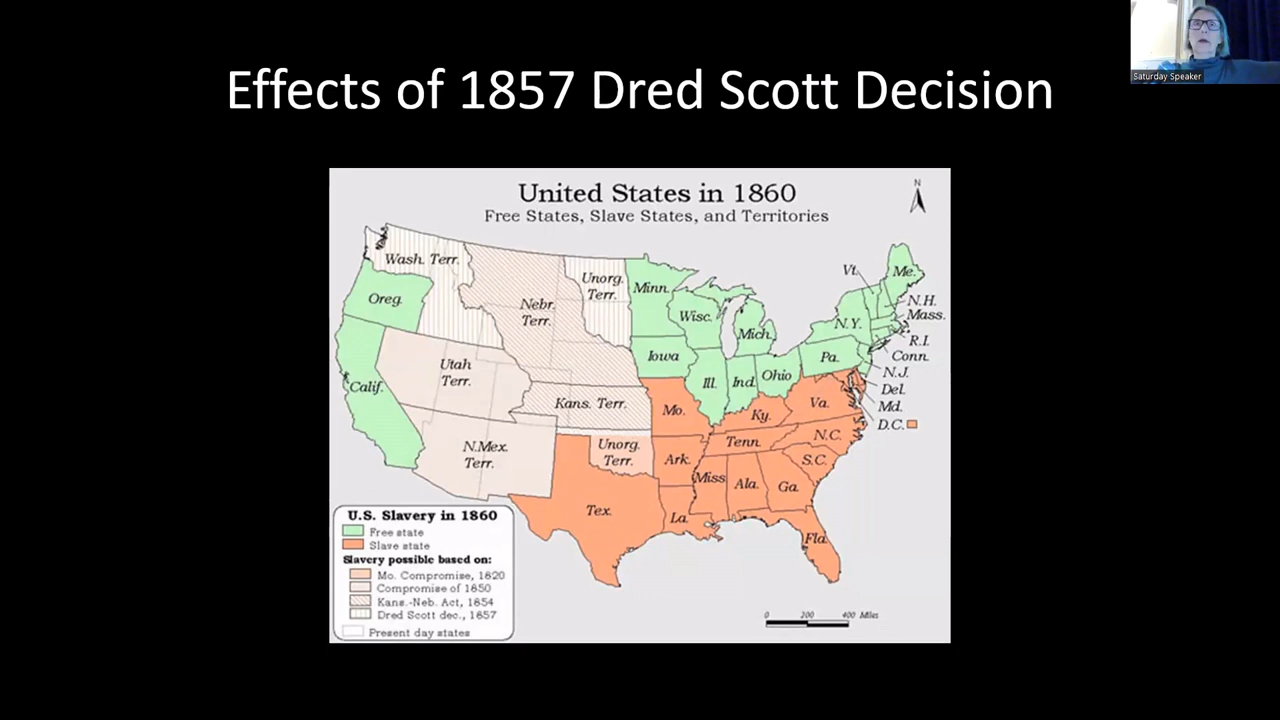 Effects of 1857 Dred Scott Decision
Saturday Speaker
United States in 1860
Free States, Slave States, and Territories
N
Wash. Terr.
Oreg.
Nebr.
Terr.
Unorg.
Terr.
Minn.
Wisc.
Mich.
Vt.
Me.
N.H.
Mass.
N.Y.
R.I.
Conn.
Utah
Terr.
Iowa
Ill.
Ind.
Ohio
Pa.
N.J.
Del.
Md.
D.C.
Calif.
Kans. Terr.
Mo.
Ky.
Va.
N.Mex.
Terr.
Unorg.
Terr.
Ark.
Tenn.
N.C.
S.C.
Miss
Ala.
Ga.
Tex.
La.
Fla.
U.S. Slavery in 1860
Free state
Slave state
Slavery possible based on:
Mo. Compromise, 1820
Compromise of 1850
Kans.-Neb. Act, 1854
Dred Scott dec., 1857
Present day states
0 200 400 Miles